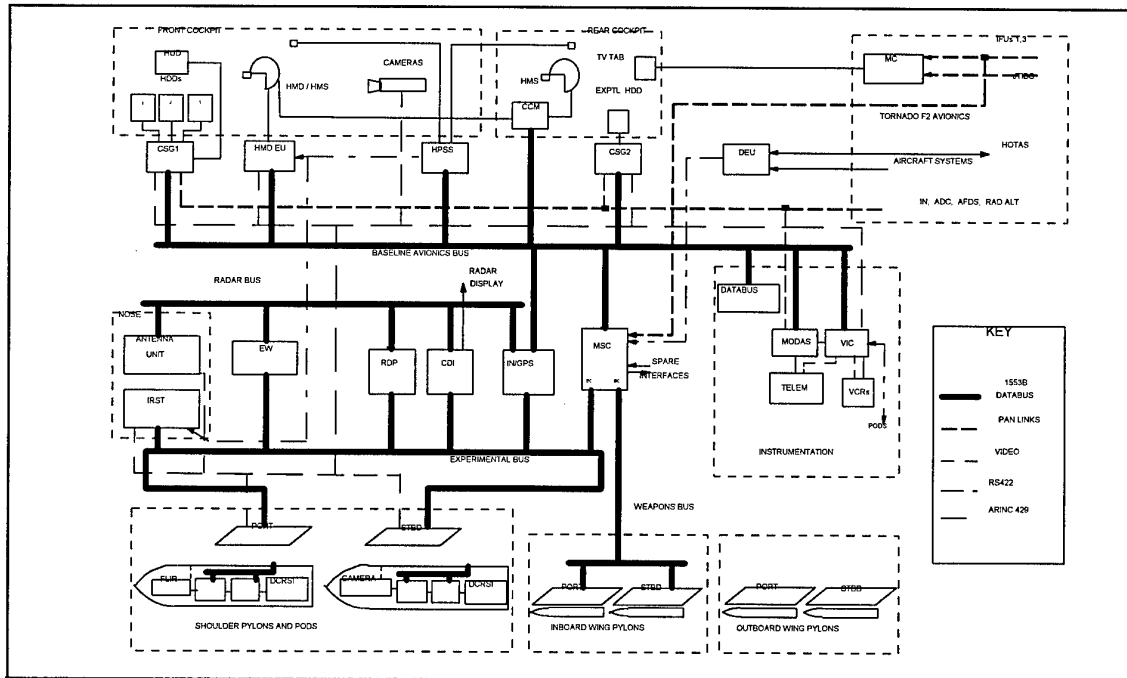 FRONT COCKPIT
HUD
HDDs
HMD / HMS
CAMERAS
CSG1
HMD EU
HPSS
REAR COCKPIT
TV TAB
HMS
EXPTL HDD
CCM
CSG2
IFUs 1,3
MC
JTIDS
TORNADO F2 AVIONICS
DEU
HOTAS
AIRCRAFT SYSTEMS
IN, ADC, AFDS, RAD ALT
BASELINE AVIONICS BUS
RADAR BUS
RADAR
DISPLAY
NOSE
ANTENNA
UNIT
IRST
EW
RDP
CDI
IN/GPS
MSC
SPARE
INTERFACES
EXPERIMENTAL BUS
DATABUS
MODAS
VIC
TELEM
VCRs
PODS
INSTRUMENTATION
KEY
1553B
DATABUS
PAN LINKS
VIDEO
RS422
ARINC 429
WEAPONS BUS
PORT
STBD
FLIR
DCRSI
CAMERA
DCRSI
SHOULDER PYLONS AND PODS
PORT
STBD
INBOARD WING PYLONS
PORT
STBD
OUTBOARD WING PYLONS